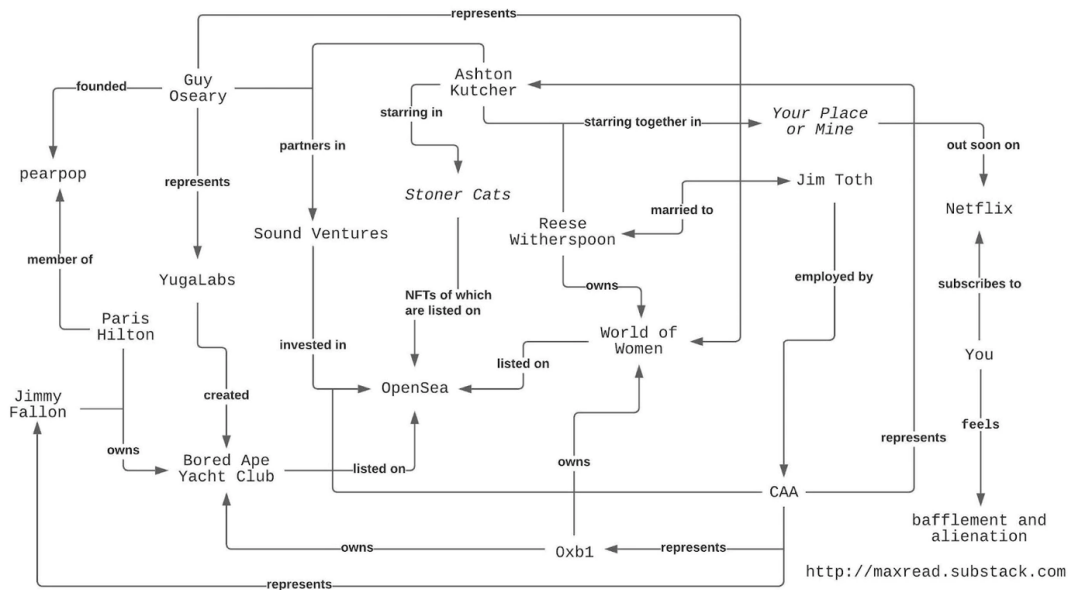 represents
Guy
Oseary
Ashton
Kutcher
founded
starring in
Your Place
or Mine
starring together in
partners in
out soon on
pearpop
represents
Stoner Cats
Jim Toth
married to
Netflix
Sound Ventures
Reese
Witherspoon
member of
YugaLabs
employed by
subscribes to
owns
NFTs of which
are listed on
Paris
Hilton
invested in
World of
Women
You
listed on
Jimmy
Fallon
created
OpenSea
feels
represents
owns
Bored Ape
Yacht Club
listed on
owns
CAA
bafflement and
alienation
owns
Oxb1
represents
http://maxread.substack.com
represents